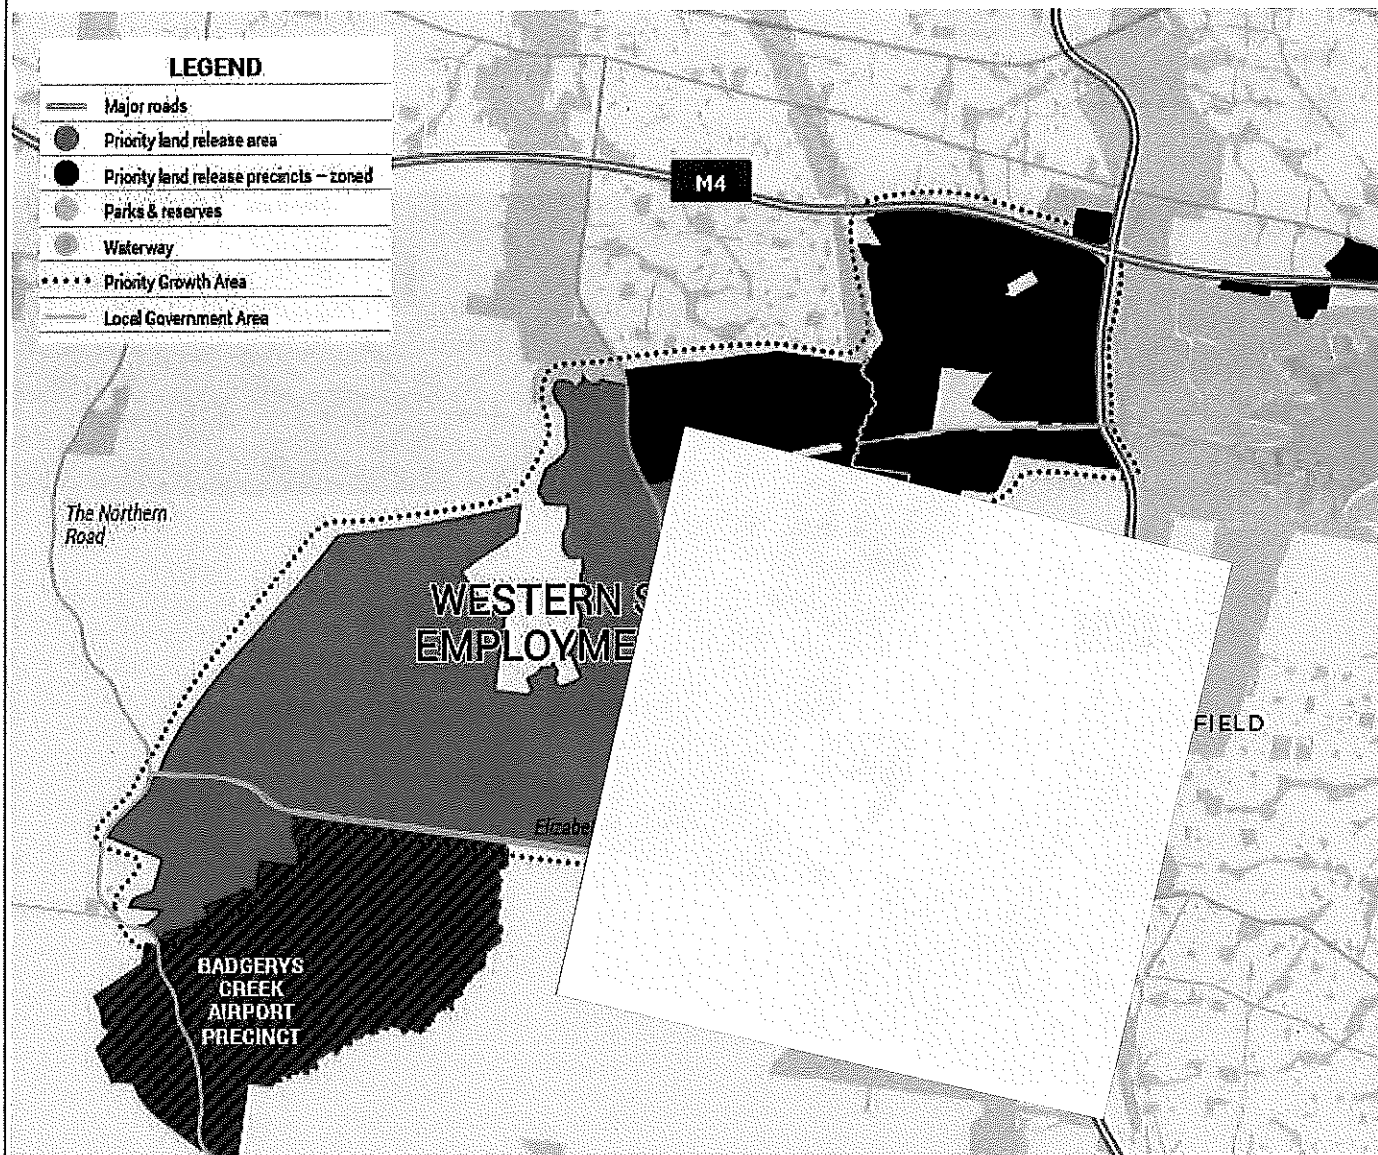 LEGEND
Major roads
Priority land release area
Priority land release precincts – zoned
Parks & reserves
Waterway
Priority Growth Area
Local Government Area
M4
The Northern
Road
WESTERN S
EMPLOYME
FIELD
Elizabe
BADGERYS
CREEK
AIRPORT
PRECINCT